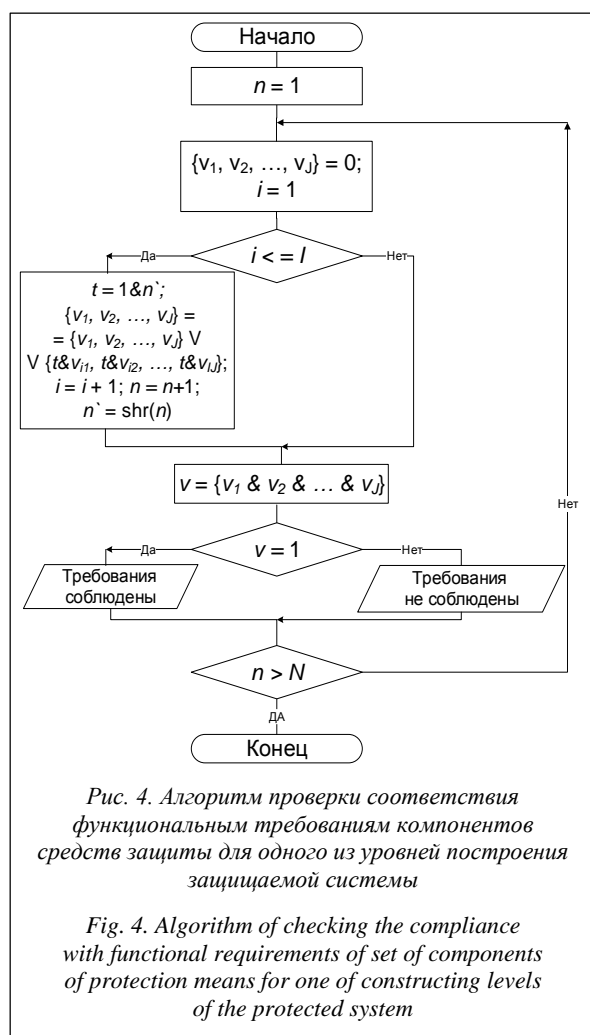 Начало
n = 1
{v1, v2, …, vJ} = 0;
i = 1
i <= I
Да
Нет
t = 1&n`;
{v1, v2, …, vJ} =
= {v1, v2, …, vJ} V
V {t&vi1, t&vi2, …, t&vIJ};
i = i + 1; n = n+1;
n` = shr(n)
v = {v1 & v2 & … & vJ}
Нет
v = 1
Да
Нет
Требования
соблюдены
Требования
не соблюдены
n > N
ДА
Конец
Рис. 4. Алгоритм проверки соответствия
функциональным требованиям компонентов
средств защиты для одного из уровней построения
защищаемой системы
Fig. 4. Algorithm of checking the compliance
with functional requirements of set of components
of protection means for one of constructing levels
of the protected system